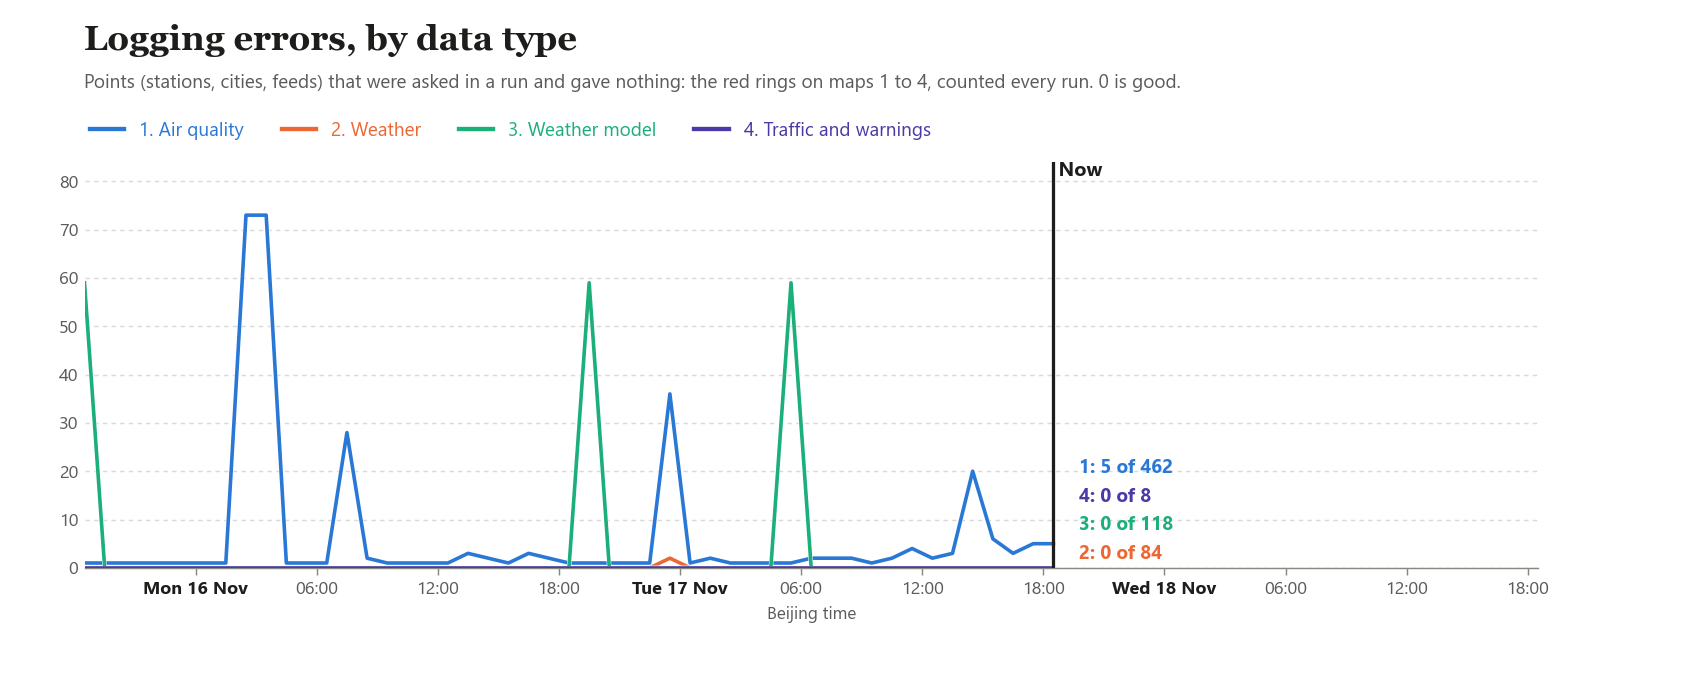 Logging errors, by data type
Points (stations, cities, feeds) that were asked in a run and gave nothing: the red rings on maps 1 to 4, counted every run. 0 is good.
1. Air quality 2. Weather 3. Weather model 4. Traffic and warnings
Now
80
70
60
50
40
30
20
10
0
1: 5 of 462
4: 0 of 8
3: 0 of 118
2: 0 of 84
Mon 16 Nov 06:00 12:00 18:00 Tue 17 Nov 06:00 12:00 18:00 Wed 18 Nov 06:00 12:00 18:00
Beijing time